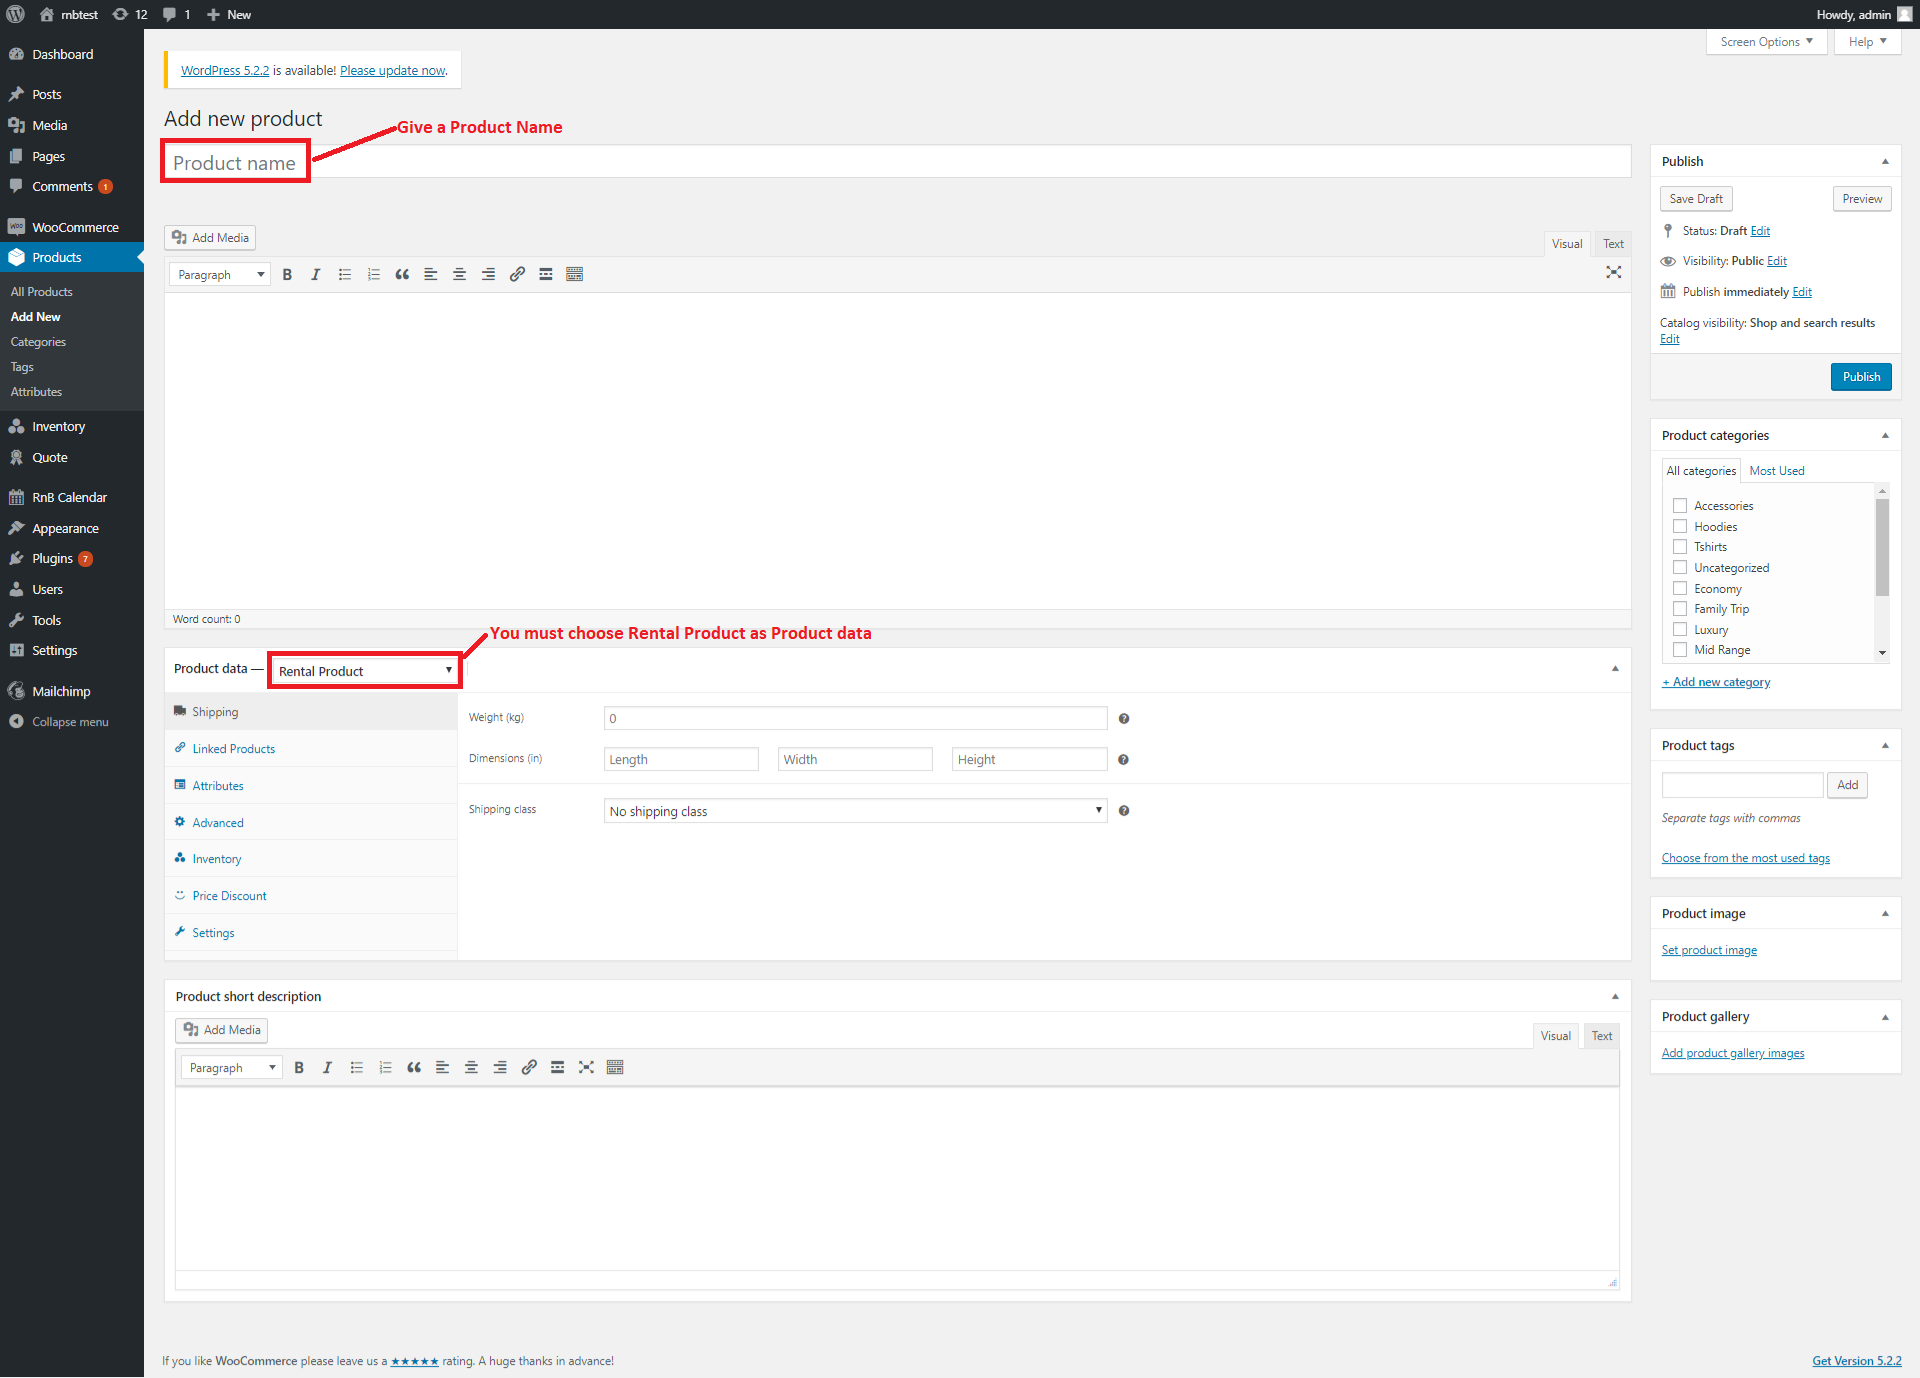 rnbtest 12 1 New
Howdy, admin
Screen Options Help
Dashboard
Posts
Media
Pages
Comments 1
WooCommerce
Products
All Products
Add New
Categories
Tags
Attributes
Inventory
Quote
RnB Calendar
Appearance
Plugins 7
Users
Tools
Settings
Mailchimp
Collapse menu
WordPress 5.2.2 is available! Please update now.
Add new product
Give a Product Name
Product name
Add Media
Visual Text
Paragraph
Word count: 0
You must choose Rental Product as Product data
Product data — Rental Product
Shipping
Linked Products
Attributes
Advanced
Inventory
Price Discount
Settings
Weight (kg) 0
Dimensions (in) Length Width Height
Shipping class No shipping class
Product short description
Add Media
Visual Text
Paragraph
Publish
Save Draft Preview
Status: Draft Edit
Visibility: Public Edit
Publish immediately Edit
Catalog visibility: Shop and search results
Edit
Publish
Product categories
All categories Most Used
Accessories
Hoodies
Tshirts
Uncategorized
Economy
Family Trip
Luxury
Mid Range
+ Add new category
Product tags
Add
Separate tags with commas
Choose from the most used tags
Product image
Set product image
Product gallery
Add product gallery images
If you like WooCommerce please leave us a ★★★★★ rating. A huge thanks in advance!
Get Version 5.2.2